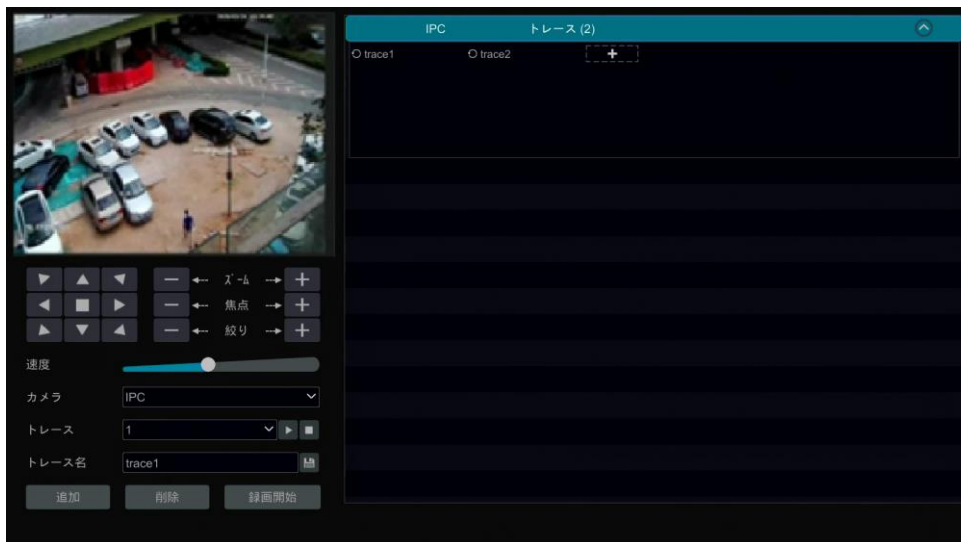 IPC トレース (2)
trace1 trace2
ズーム
焦点
絞り
速度
カメラ IPC
トレース 1
トレース名 trace1
追加 削除 録画開始